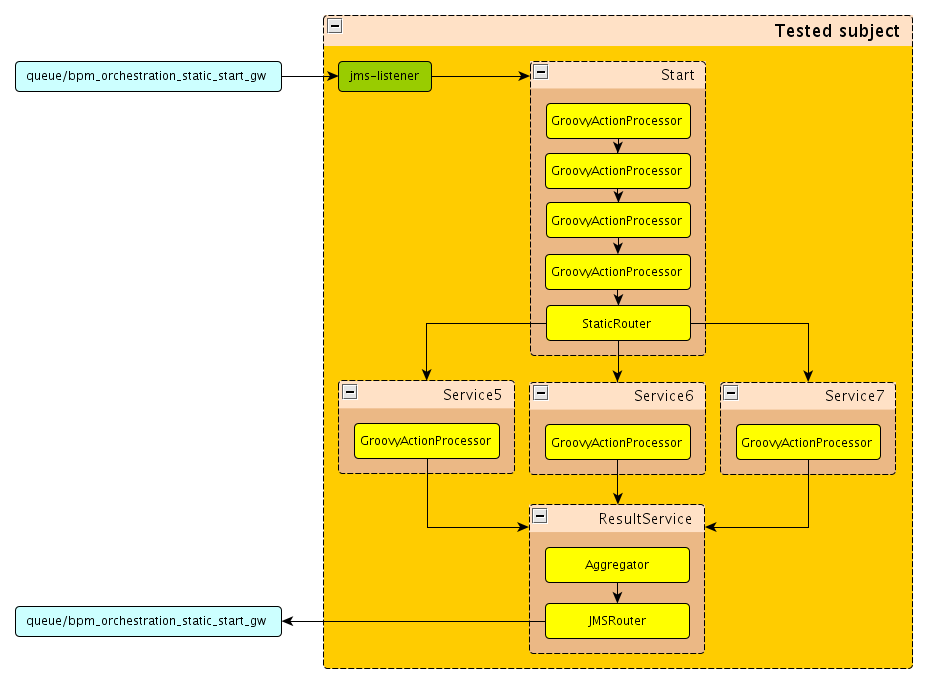 Tested subject
queue/bpm_orchestration_static_start_gw
jms-listener
Start
GroovyActionProcessor
GroovyActionProcessor
GroovyActionProcessor
GroovyActionProcessor
StaticRouter
Service5
GroovyActionProcessor
Service6
GroovyActionProcessor
Service7
GroovyActionProcessor
ResultService
Aggregator
JMSRouter
queue/bpm_orchestration_static_start_gw